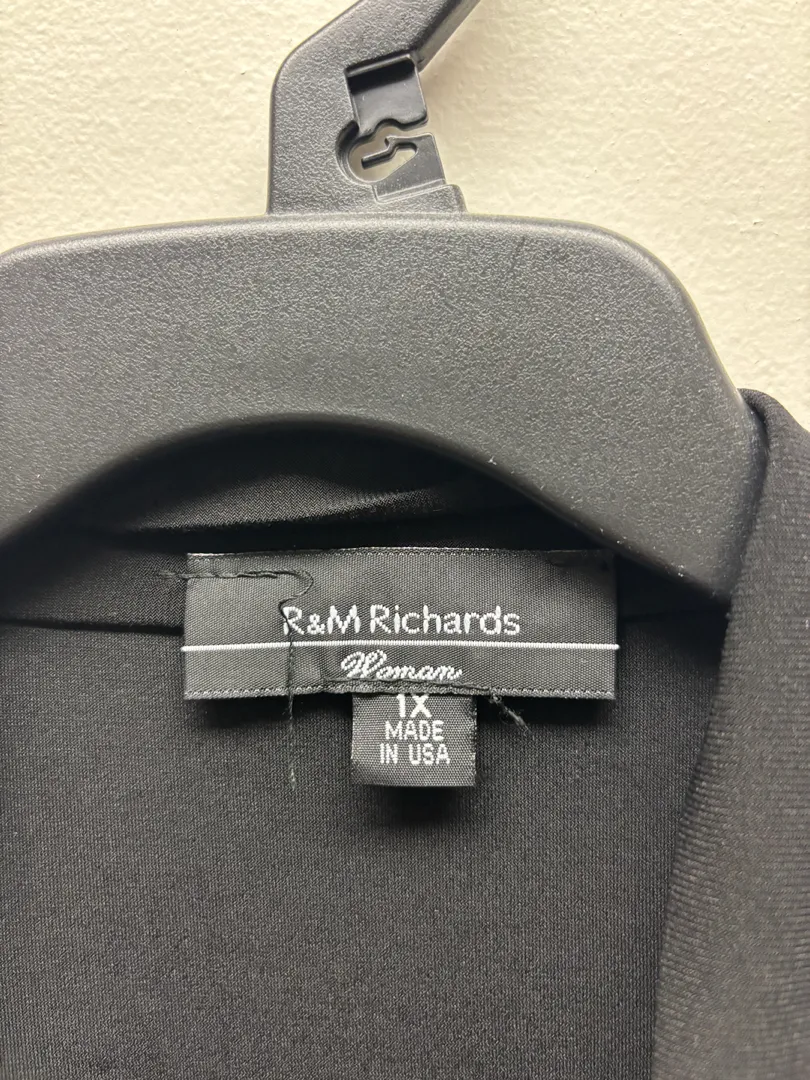 R&M Richards
Woman
1X
MADE
IN USA